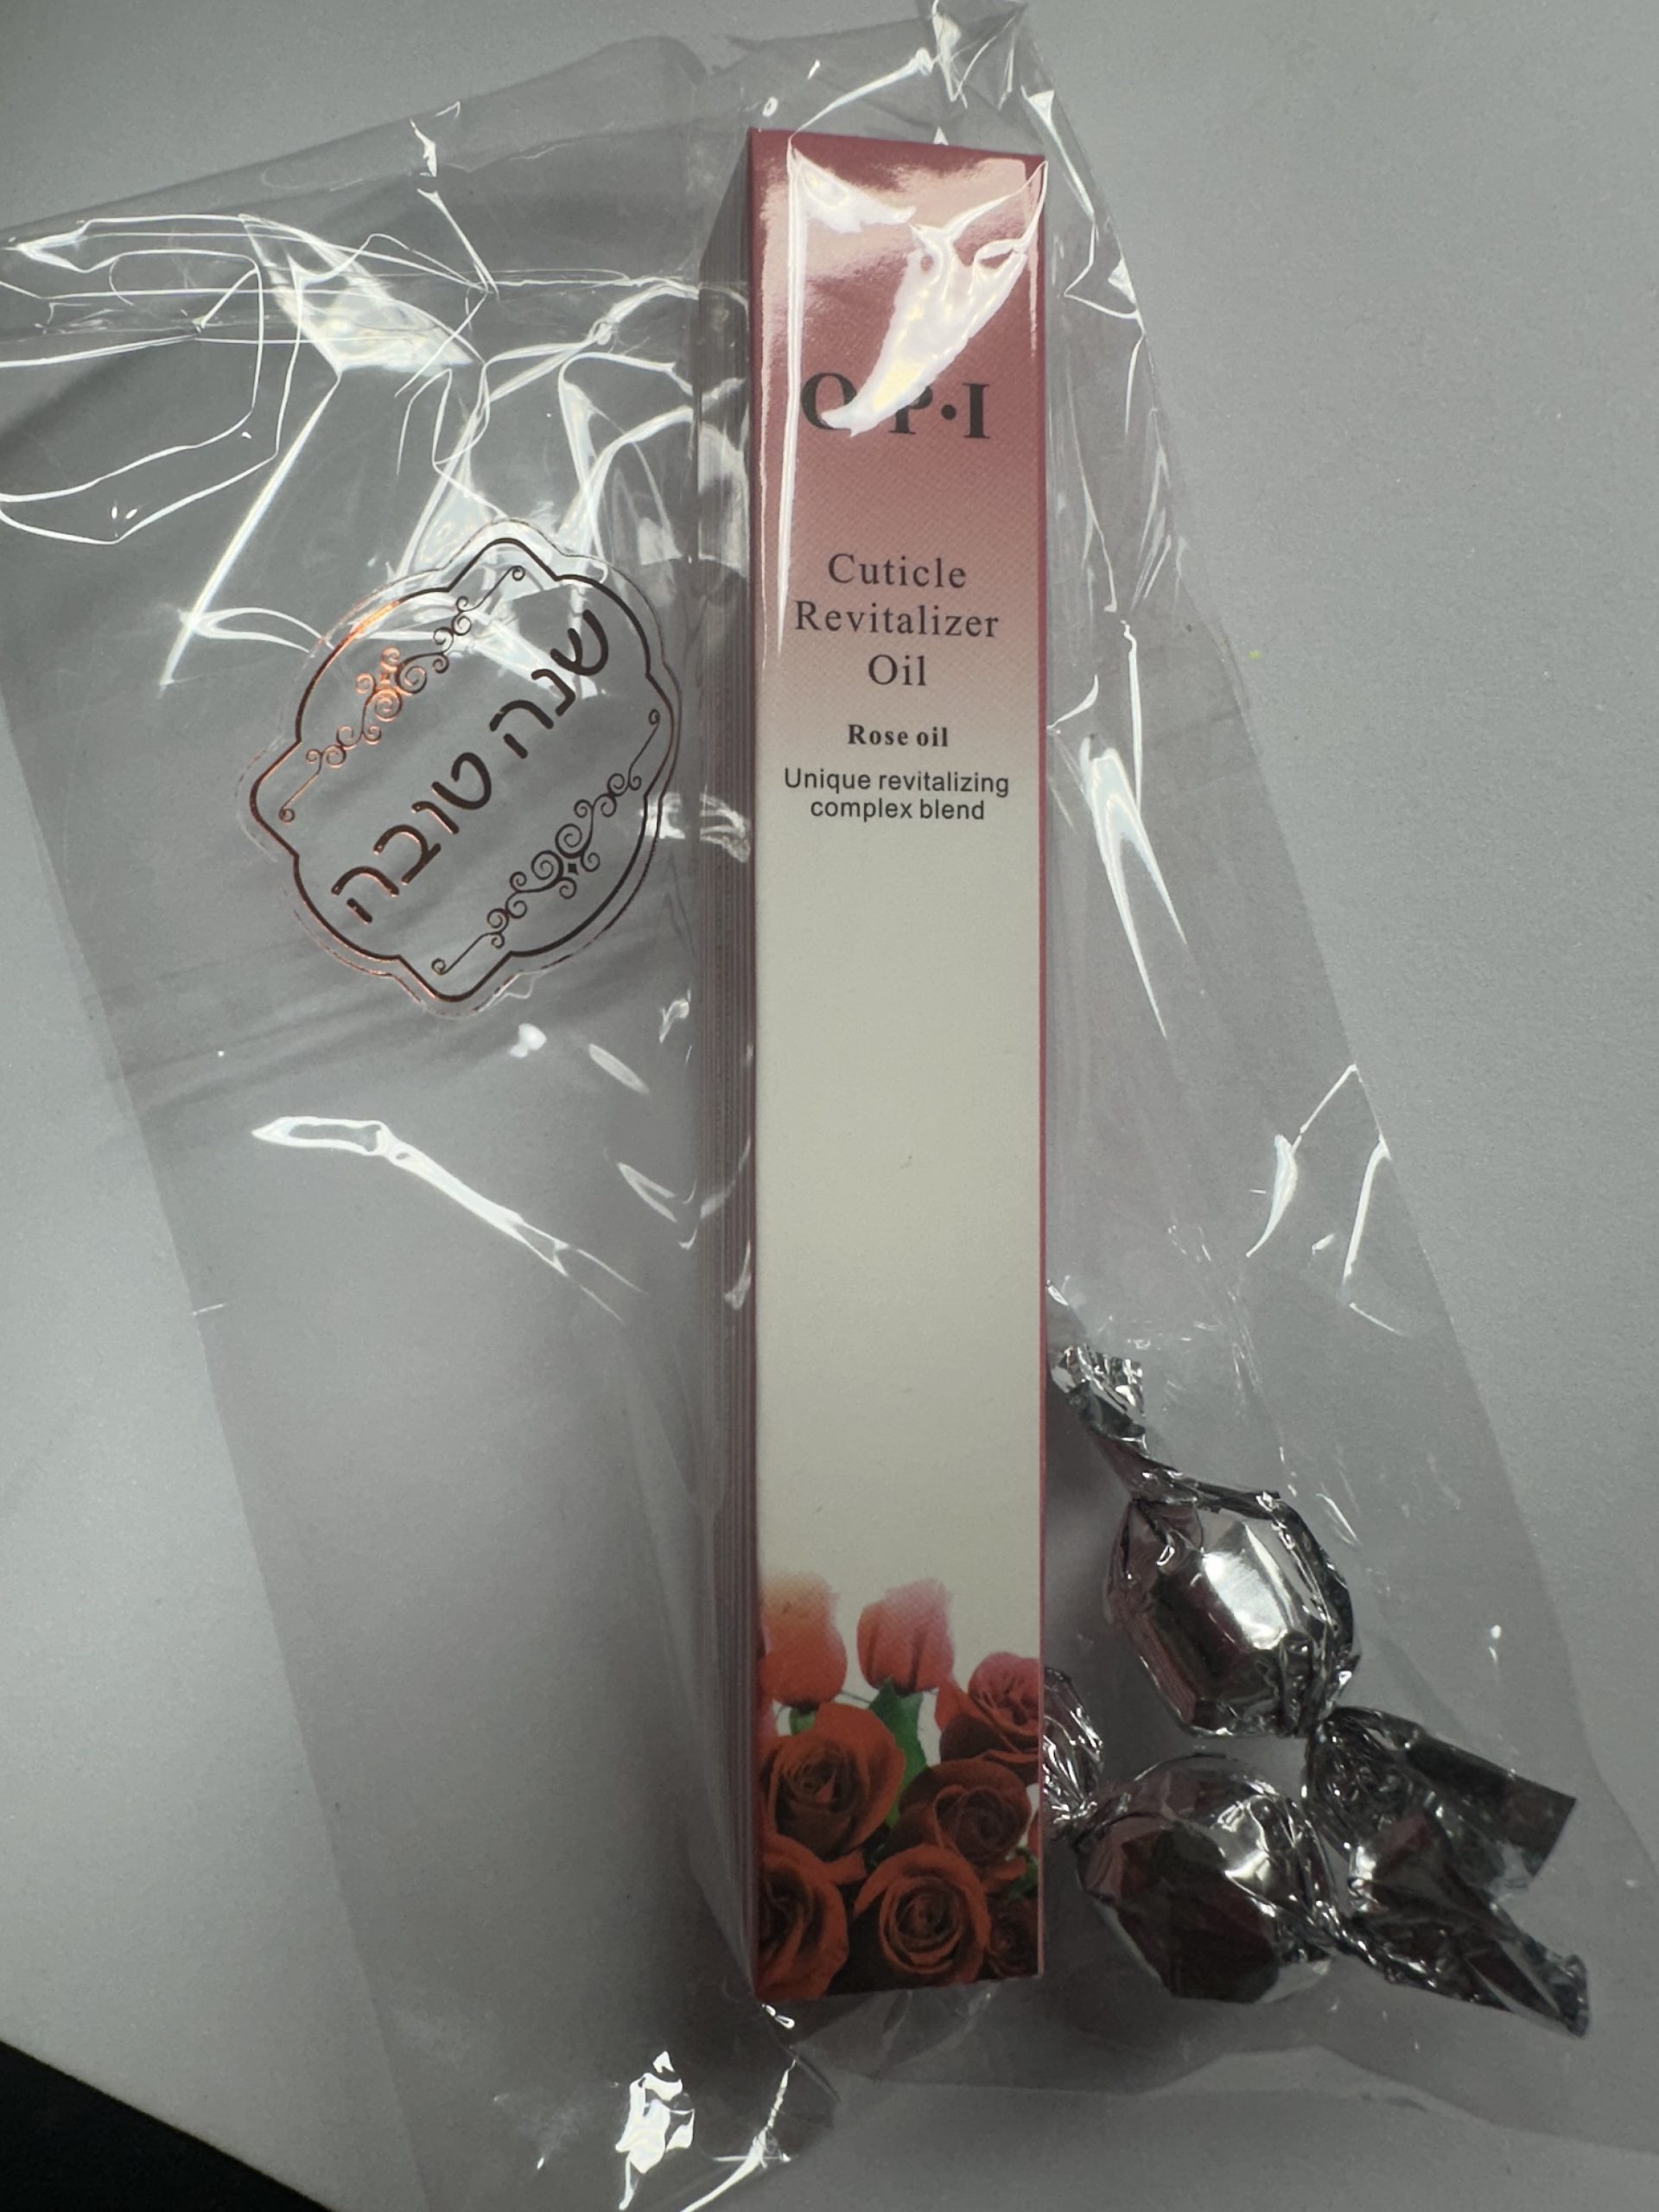 שנה טובה
O·P·I
Cuticle
Revitalizer
Oil
Rose oil
Unique revitalizing
complex blend